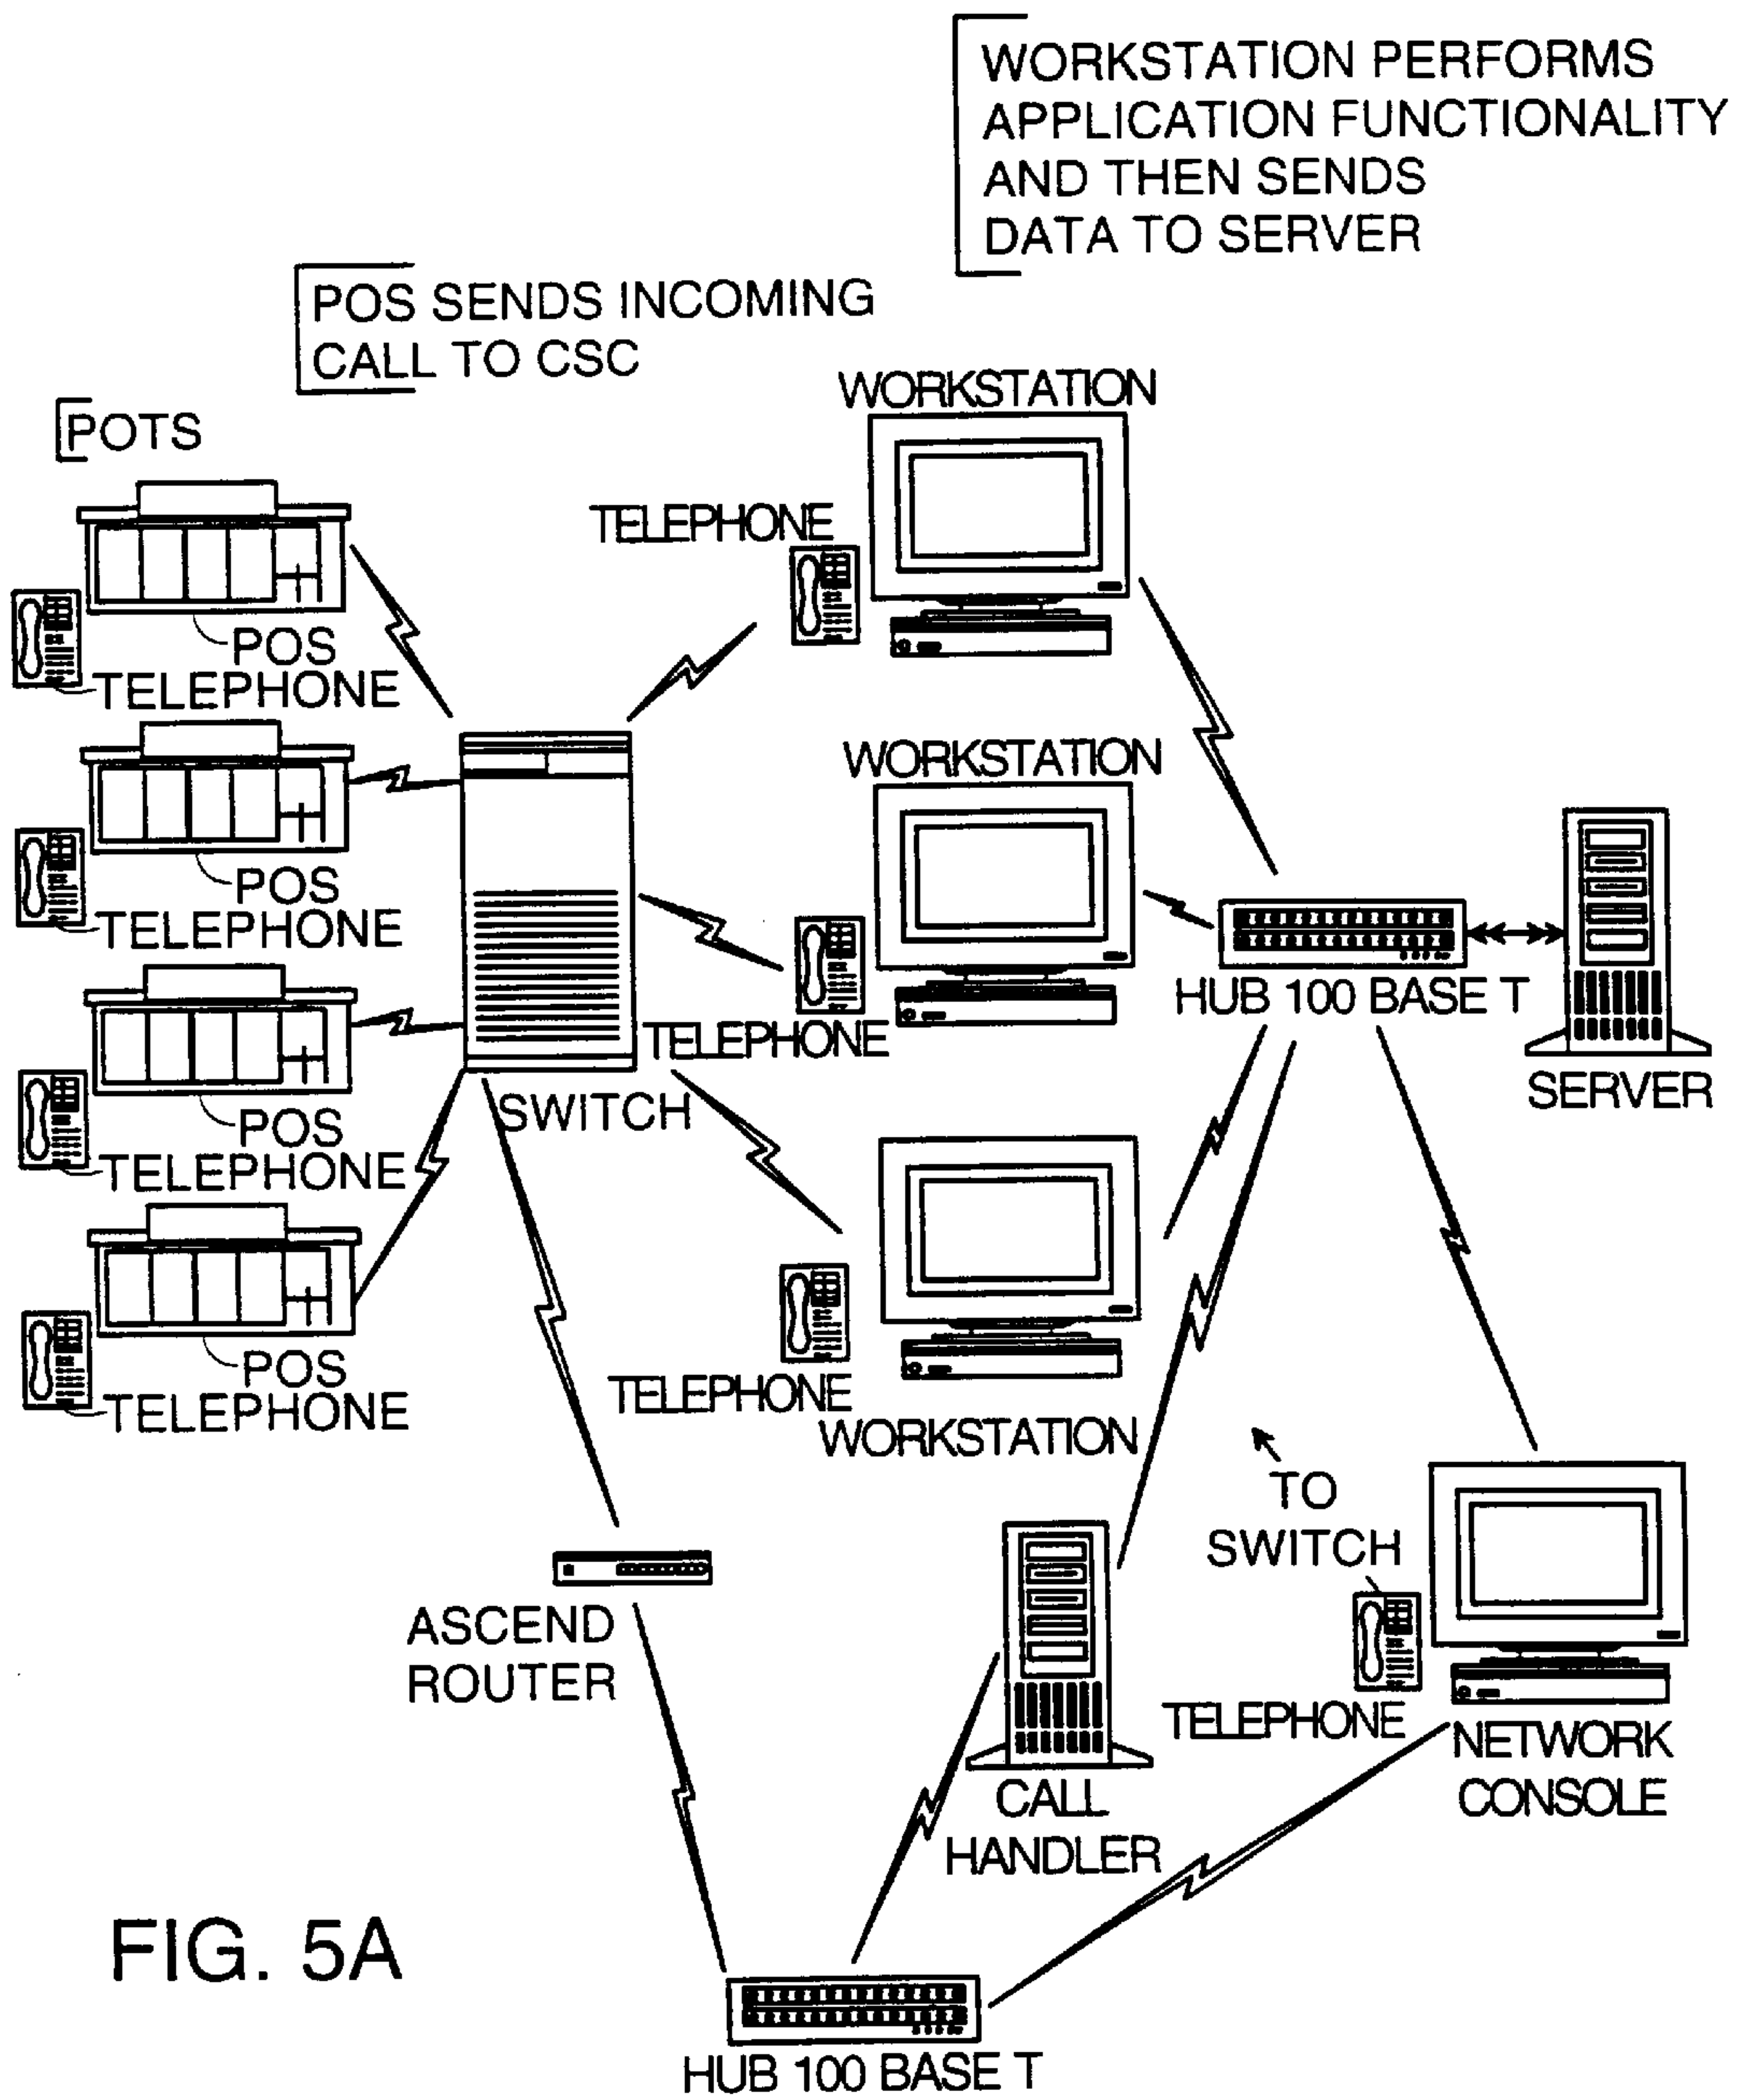 WORKSTATION PERFORMS
APPLICATION FUNCTIONALITY
AND THEN SENDS
DATA TO SERVER
POS SENDS INCOMING
CALL TO CSC
POTS
WORKSTATION
TELEPHONE
POS
TELEPHONE
WORKSTATION
POS
TELEPHONE
HUB 100 BASE T
TELEPHONE
SERVER
SWITCH
POS
TELEPHONE
POS
TELEPHONE
TELEPHONE
WORKSTATION
TO
SWITCH
ASCEND
ROUTER
TELEPHONE
NETWORK
CONSOLE
CALL
HANDLER
FIG. 5A
HUB 100 BASE T